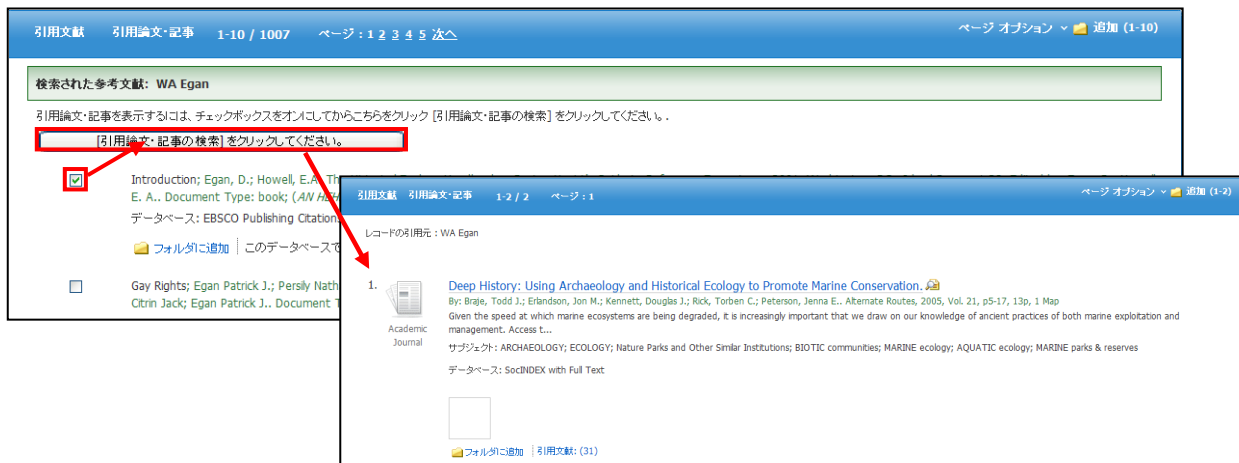 引用文献 引用論文・記事 1-10 / 1007 ページ : 1 2 3 4 5 次へ ページ オプション 追加 (1-10)
検索された参考文献: WA Egan
引用論文・記事を表示するには、チェックボックスをオンにしてからこちらをクリック [引用論文・記事の検索] をクリックしてください。.
[引用論文・記事の検索] をクリックしてください。
Introduction; Egan, D.; Howell, E.A. Th
E. A.. Document Type: book; (AN HEH
データベース: EBSCO Publishing Citation
フォルダに追加 このデータベースで
Gay Rights; Egan Patrick J.; Persily Nath
Citrin Jack; Egan Patrick J.. Document T
引用文献 引用論文・記事 1-2 / 2 ページ : 1 ページ オプション 追加 (1-2)
レコードの引用元 : WA Egan
1. Deep History: Using Archaeology and Historical Ecology to Promote Marine Conservation.
By: Braje, Todd J.; Erlandson, Jon M.; Kennett, Douglas J.; Rick, Torben C.; Peterson, Jenna E.. Alternate Routes, 2005, Vol. 21, p5-17, 13p, 1 Map
Given the speed at which marine ecosystems are being degraded, it is increasingly important that we draw on our knowledge of ancient practices of both marine exploitation and
management. Access t...
Academic
Journal
サブジェクト: ARCHAEOLOGY; ECOLOGY; Nature Parks and Other Similar Institutions; BIOTIC communities; MARINE ecology; AQUATIC ecology; MARINE parks & reserves
データベース: SocINDEX with Full Text
フォルダに追加 引用文献: (31)